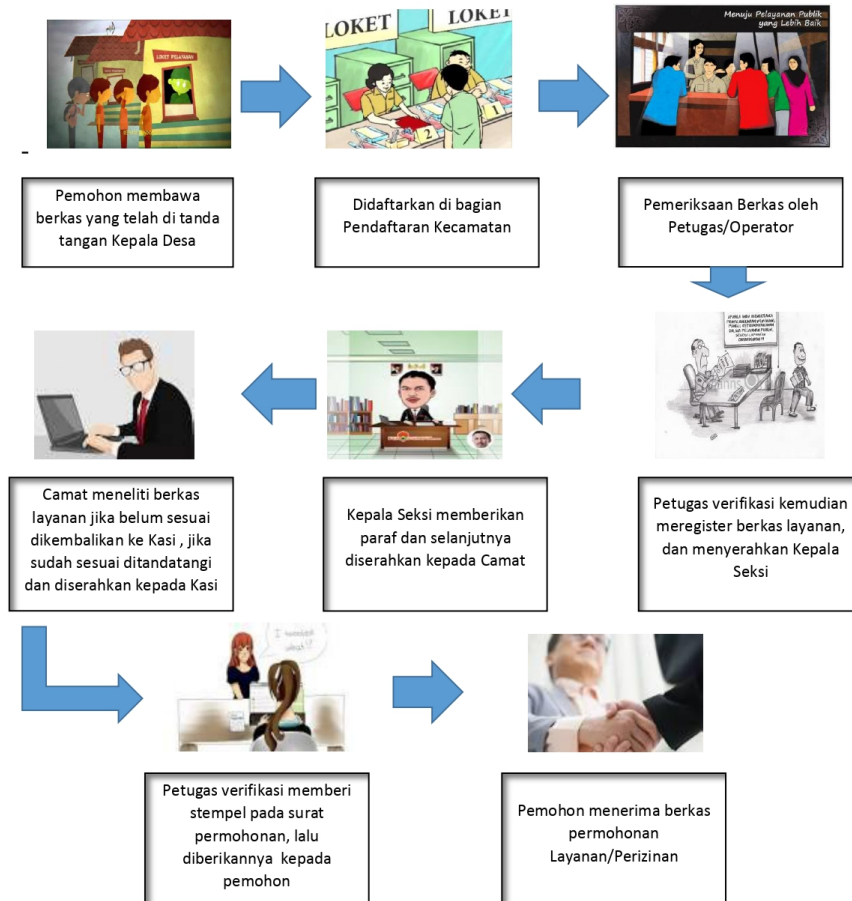 LOKET PELAYANAN
LOKET
LOKET
2
1
Menuju Pelayanan Publik
yang Lebih Baik
-
Pemohon membawa
berkas yang telah di tanda
tangan Kepala Desa
Didaftarkan di bagian
Pendaftaran Kecamatan
Pemeriksaan Berkas oleh
Petugas/Operator
Petugas verifikasi kemudian
meregister berkas layanan,
dan menyerahkan Kepala
Seksi
Kepala Seksi memberikan
paraf dan selanjutnya
diserahkan kepada Camat
Camat meneliti berkas
layanan jika belum sesuai
dikembalikan ke Kasi , jika
sudah sesuai ditandatangi
dan diserahkan kepada Kasi
I wanted
what!?
Petugas verifikasi memberi
stempel pada surat
permohonan, lalu
diberikannya kepada
pemohon
Pemohon menerima berkas
permohonan
Layanan/Perizinan